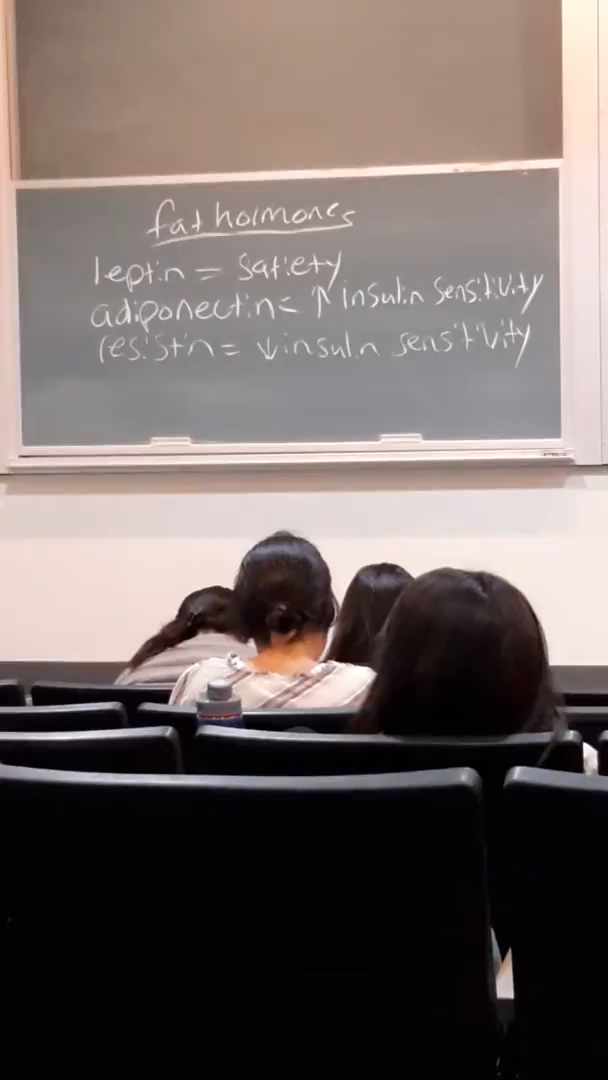 fat hormones
leptin = satiety
adiponectin = ↑ insulin sensitivity
resistin = ↓ insulin sensitivity